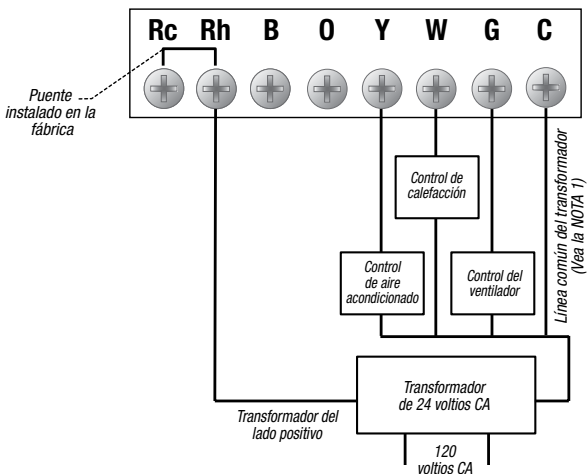 Rc Rh B O Y W G C
Puente
instalado en la
fábrica
Control de
calefacción
Línea común del transformador
(Vea la NOTA 1)
Control
de aire
acondicionado
Control del
ventilador
Transformador
de 24 voltios CA
Transformador del
lado positivo
120
voltios CA